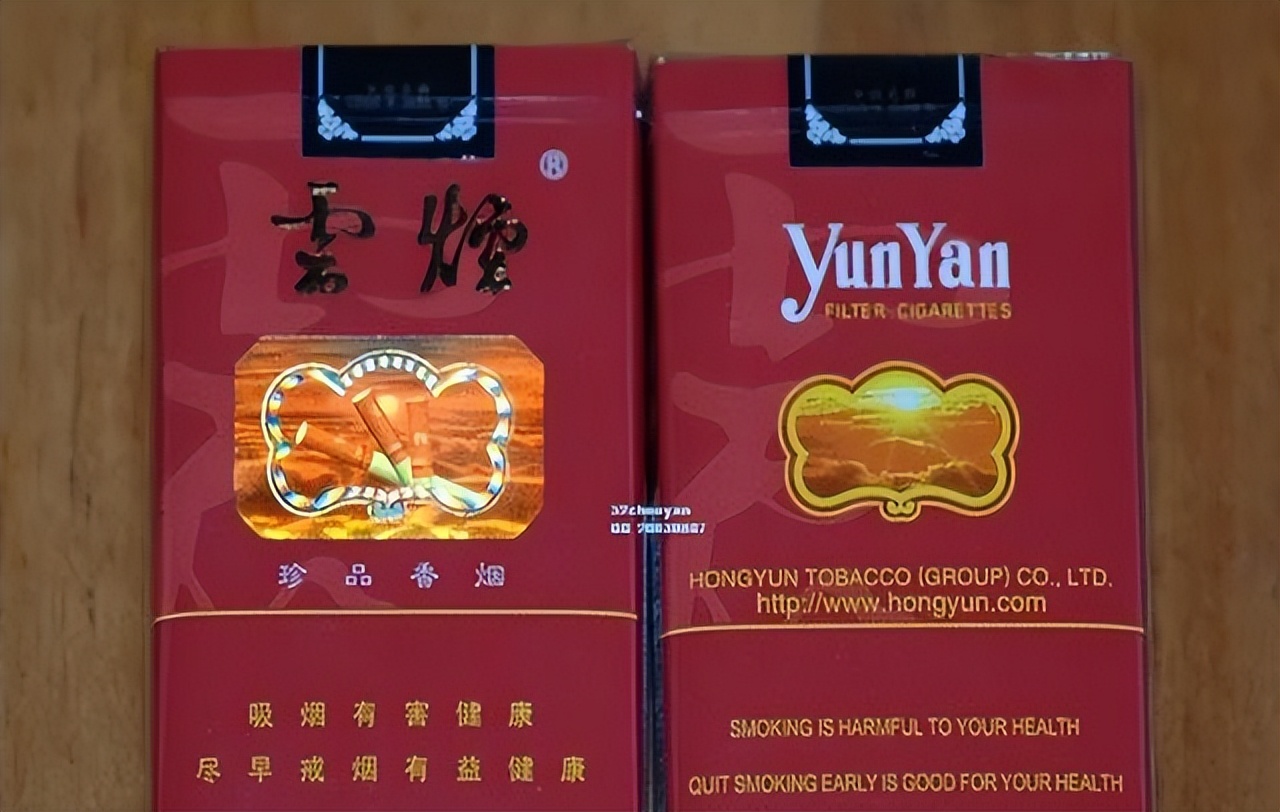 ®
雲煙
珍品香烟
吸烟有害健康
尽早戒烟有益健康
YunYan
FILTER CIGARETTES
HONGYUN TOBACCO (GROUP) CO., LTD.
http://www.hongyun.com
SMOKING IS HARMFUL TO YOUR HEALTH
QUIT SMOKING EARLY IS GOOD FOR YOUR HEALTH